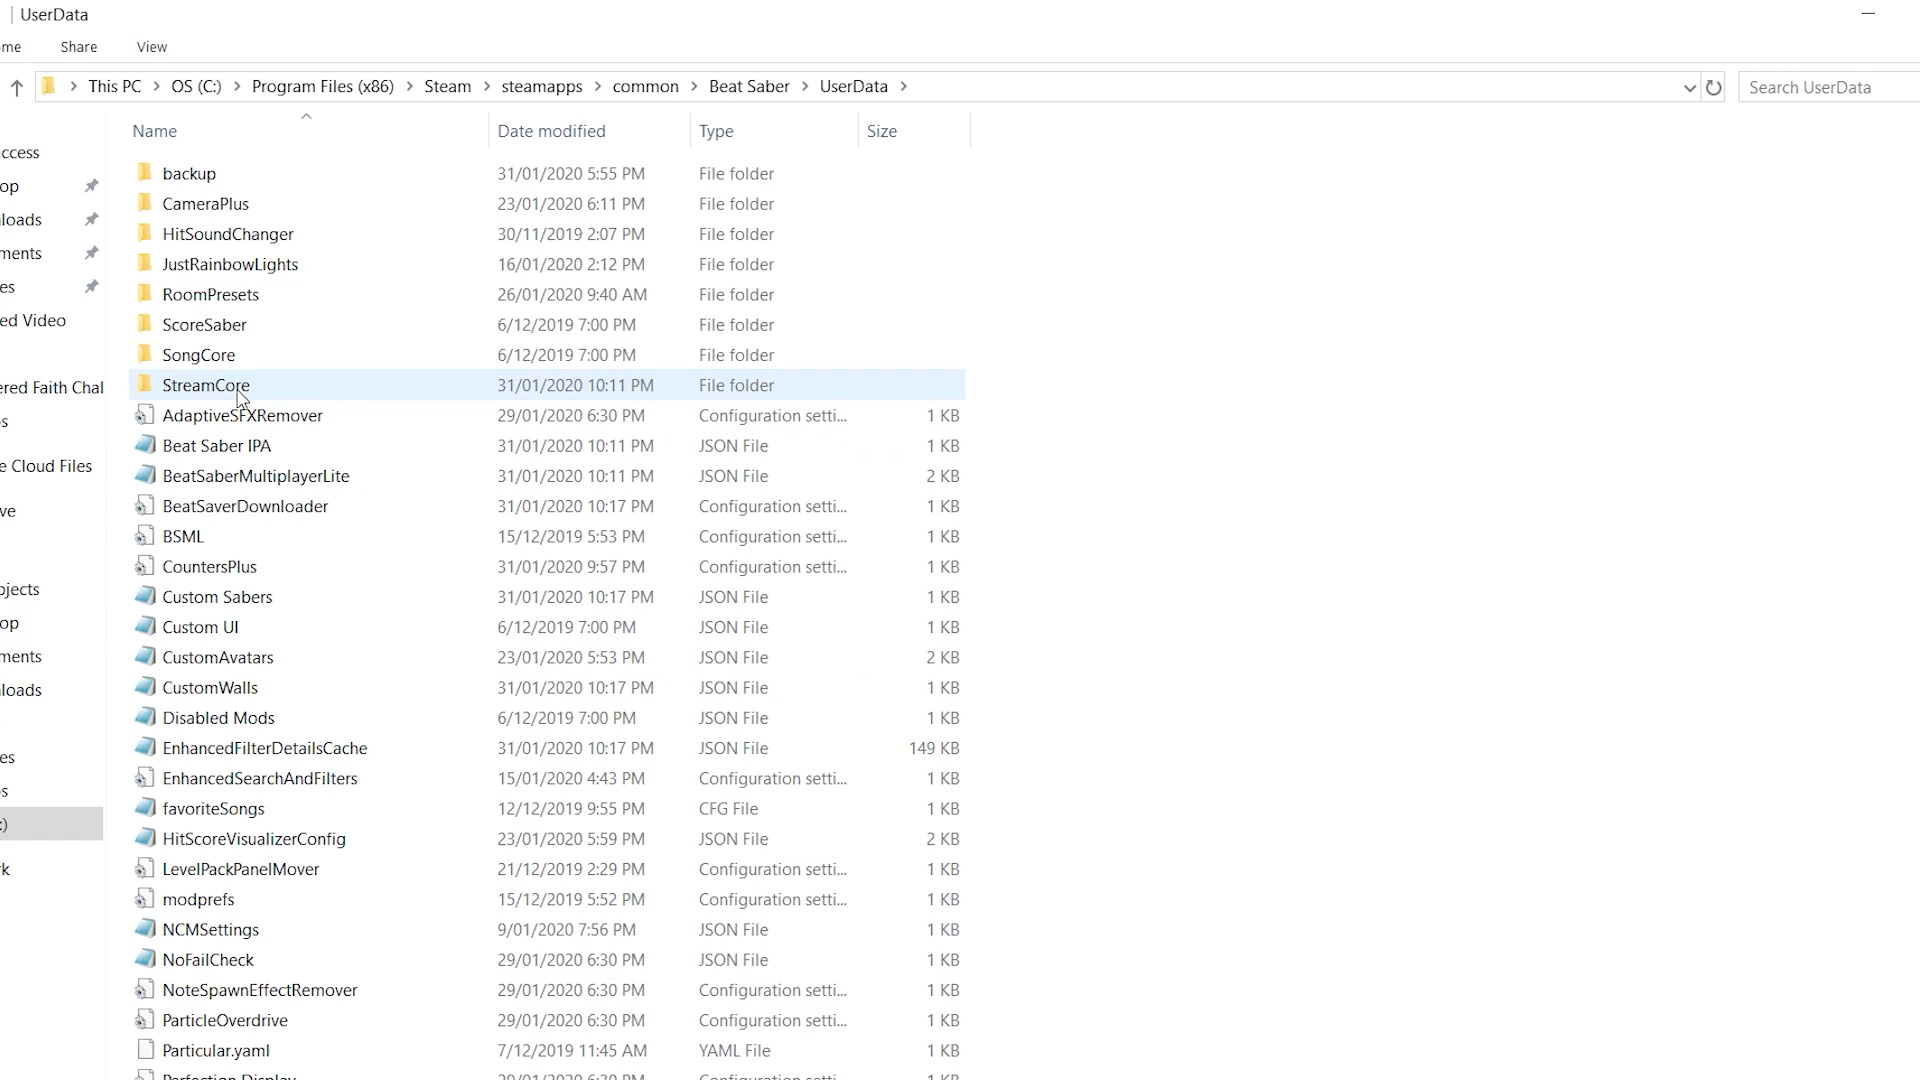 UserData
ome Share View
This PC OS (C:) Program Files (x86) Steam steamapps common Beat Saber UserData Search UserData
Name Date modified Type Size
ccess
op
loads
ments
es
ed Video
ered Faith Chal
s
e Cloud Files
ve
ojects
op
ments
loads
es
s
:)
k
backup 31/01/2020 5:55 PM File folder
CameraPlus 23/01/2020 6:11 PM File folder
HitSoundChanger 30/11/2019 2:07 PM File folder
JustRainbowLights 16/01/2020 2:12 PM File folder
RoomPresets 26/01/2020 9:40 AM File folder
ScoreSaber 6/12/2019 7:00 PM File folder
SongCore 6/12/2019 7:00 PM File folder
StreamCore 31/01/2020 10:11 PM File folder
AdaptiveSFXRemover 29/01/2020 6:30 PM Configuration setti... 1 KB
Beat Saber IPA 31/01/2020 10:11 PM JSON File 1 KB
BeatSaberMultiplayerLite 31/01/2020 10:11 PM JSON File 2 KB
BeatSaverDownloader 31/01/2020 10:17 PM Configuration setti... 1 KB
BSML 15/12/2019 5:53 PM Configuration setti... 1 KB
CountersPlus 31/01/2020 9:57 PM Configuration setti... 1 KB
Custom Sabers 31/01/2020 10:17 PM JSON File 1 KB
Custom UI 6/12/2019 7:00 PM JSON File 1 KB
CustomAvatars 23/01/2020 5:53 PM JSON File 2 KB
CustomWalls 31/01/2020 10:17 PM JSON File 1 KB
Disabled Mods 6/12/2019 7:00 PM JSON File 1 KB
EnhancedFilterDetailsCache 31/01/2020 10:17 PM JSON File 149 KB
EnhancedSearchAndFilters 15/01/2020 4:43 PM Configuration setti... 1 KB
favoriteSongs 12/12/2019 9:55 PM CFG File 1 KB
HitScoreVisualizerConfig 23/01/2020 5:59 PM JSON File 2 KB
LevelPackPanelMover 21/12/2019 2:29 PM Configuration setti... 1 KB
modprefs 15/12/2019 5:52 PM Configuration setti... 1 KB
NCMSettings 9/01/2020 7:56 PM JSON File 1 KB
NoFailCheck 29/01/2020 6:30 PM JSON File 1 KB
NoteSpawnEffectRemover 29/01/2020 6:30 PM Configuration setti... 1 KB
ParticleOverdrive 29/01/2020 6:30 PM Configuration setti... 1 KB
Particular.yaml 7/12/2019 11:45 AM YAML File 1 KB
Perfection Display 29/01/2020 6:30 PM Configuration setti... 1 KB